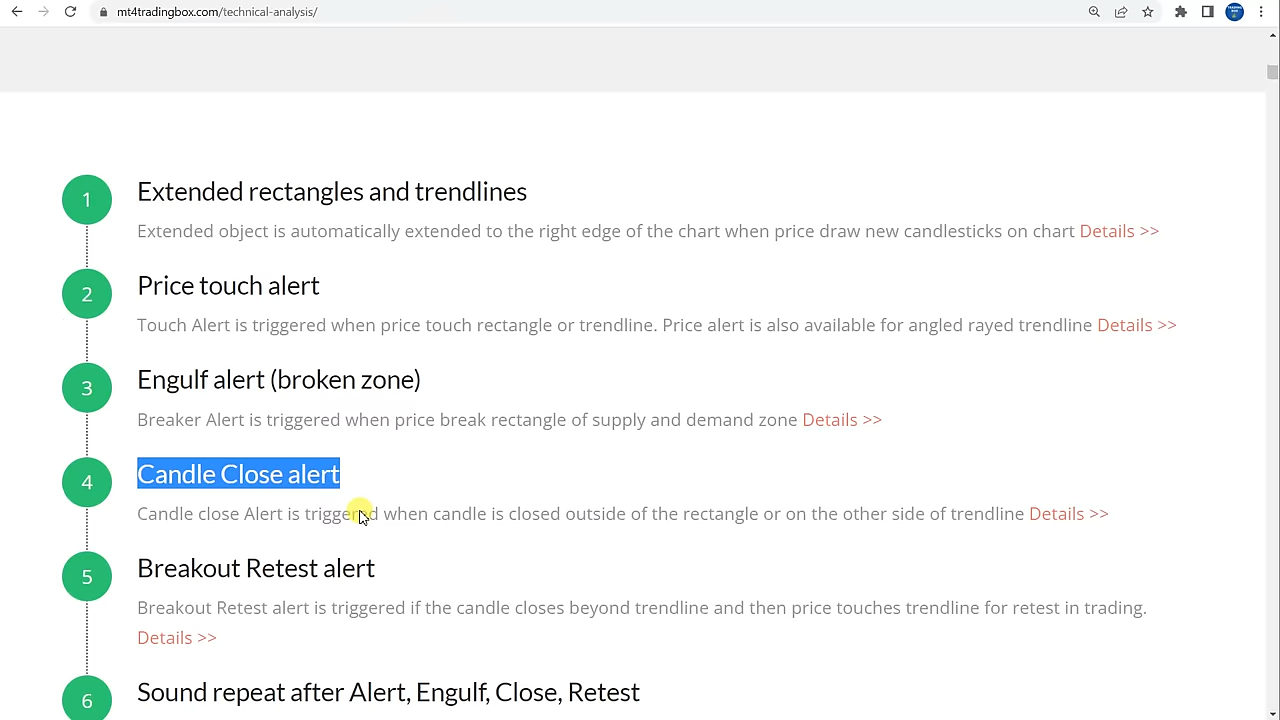 mt4tradingbox.com/technical-analysis/
1
Extended rectangles and trendlines
Extended object is automatically extended to the right edge of the chart when price draw new candlesticks on chart Details >>
2
Price touch alert
Touch Alert is triggered when price touch rectangle or trendline. Price alert is also available for angled rayed trendline Details >>
3
Engulf alert (broken zone)
Breaker Alert is triggered when price break rectangle of supply and demand zone Details >>
4
Candle Close alert
Candle close Alert is triggered when candle is closed outside of the rectangle or on the other side of trendline Details >>
5
Breakout Retest alert
Breakout Retest alert is triggered if the candle closes beyond trendline and then price touches trendline for retest in trading.
Details >>
6
Sound repeat after Alert, Engulf, Close, Retest